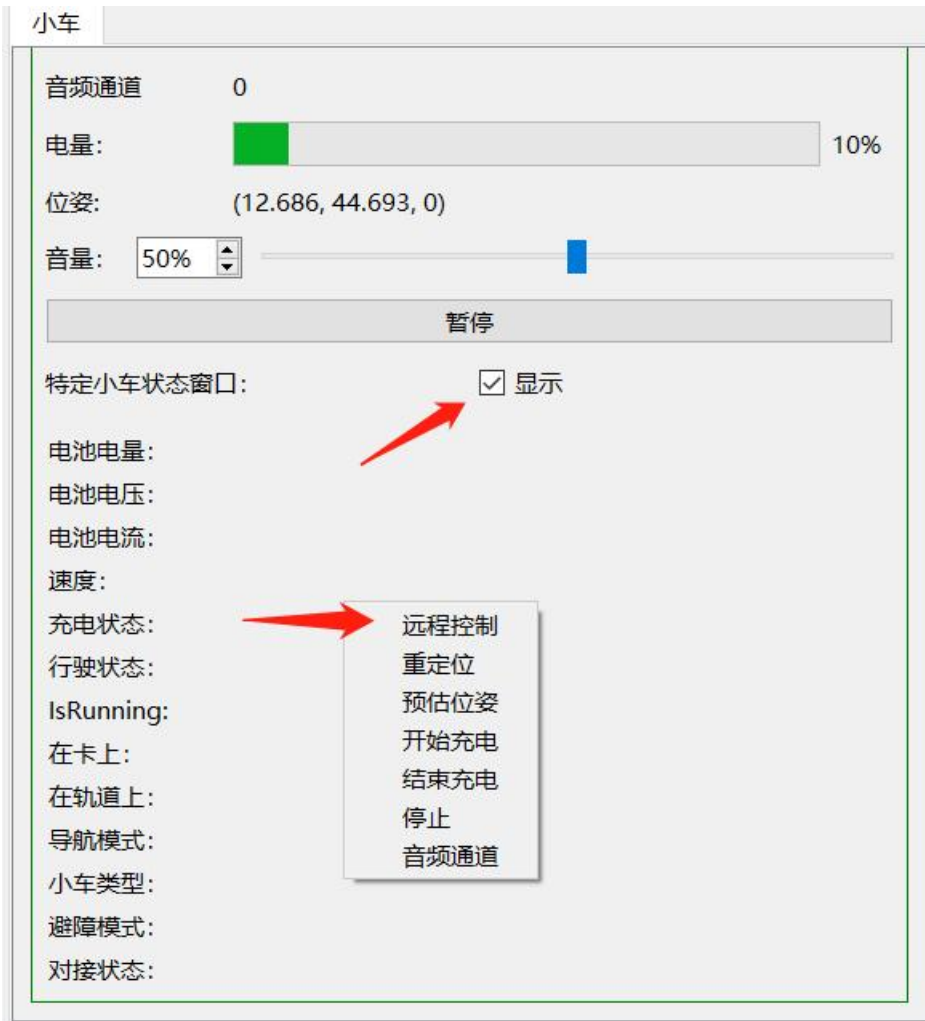 小车
音频通道 0
电量: 10%
位姿: (12.686, 44.693, 0)
音量: 50%
暂停
特定小车状态窗口: 显示
电池电量:
电池电压:
电池电流:
速度:
充电状态: 远程控制
行驶状态: 重定位
IsRunning: 预估位姿
在卡上: 开始充电
在轨道上: 结束充电
导航模式: 停止
小车类型: 音频通道
避障模式:
对接状态: